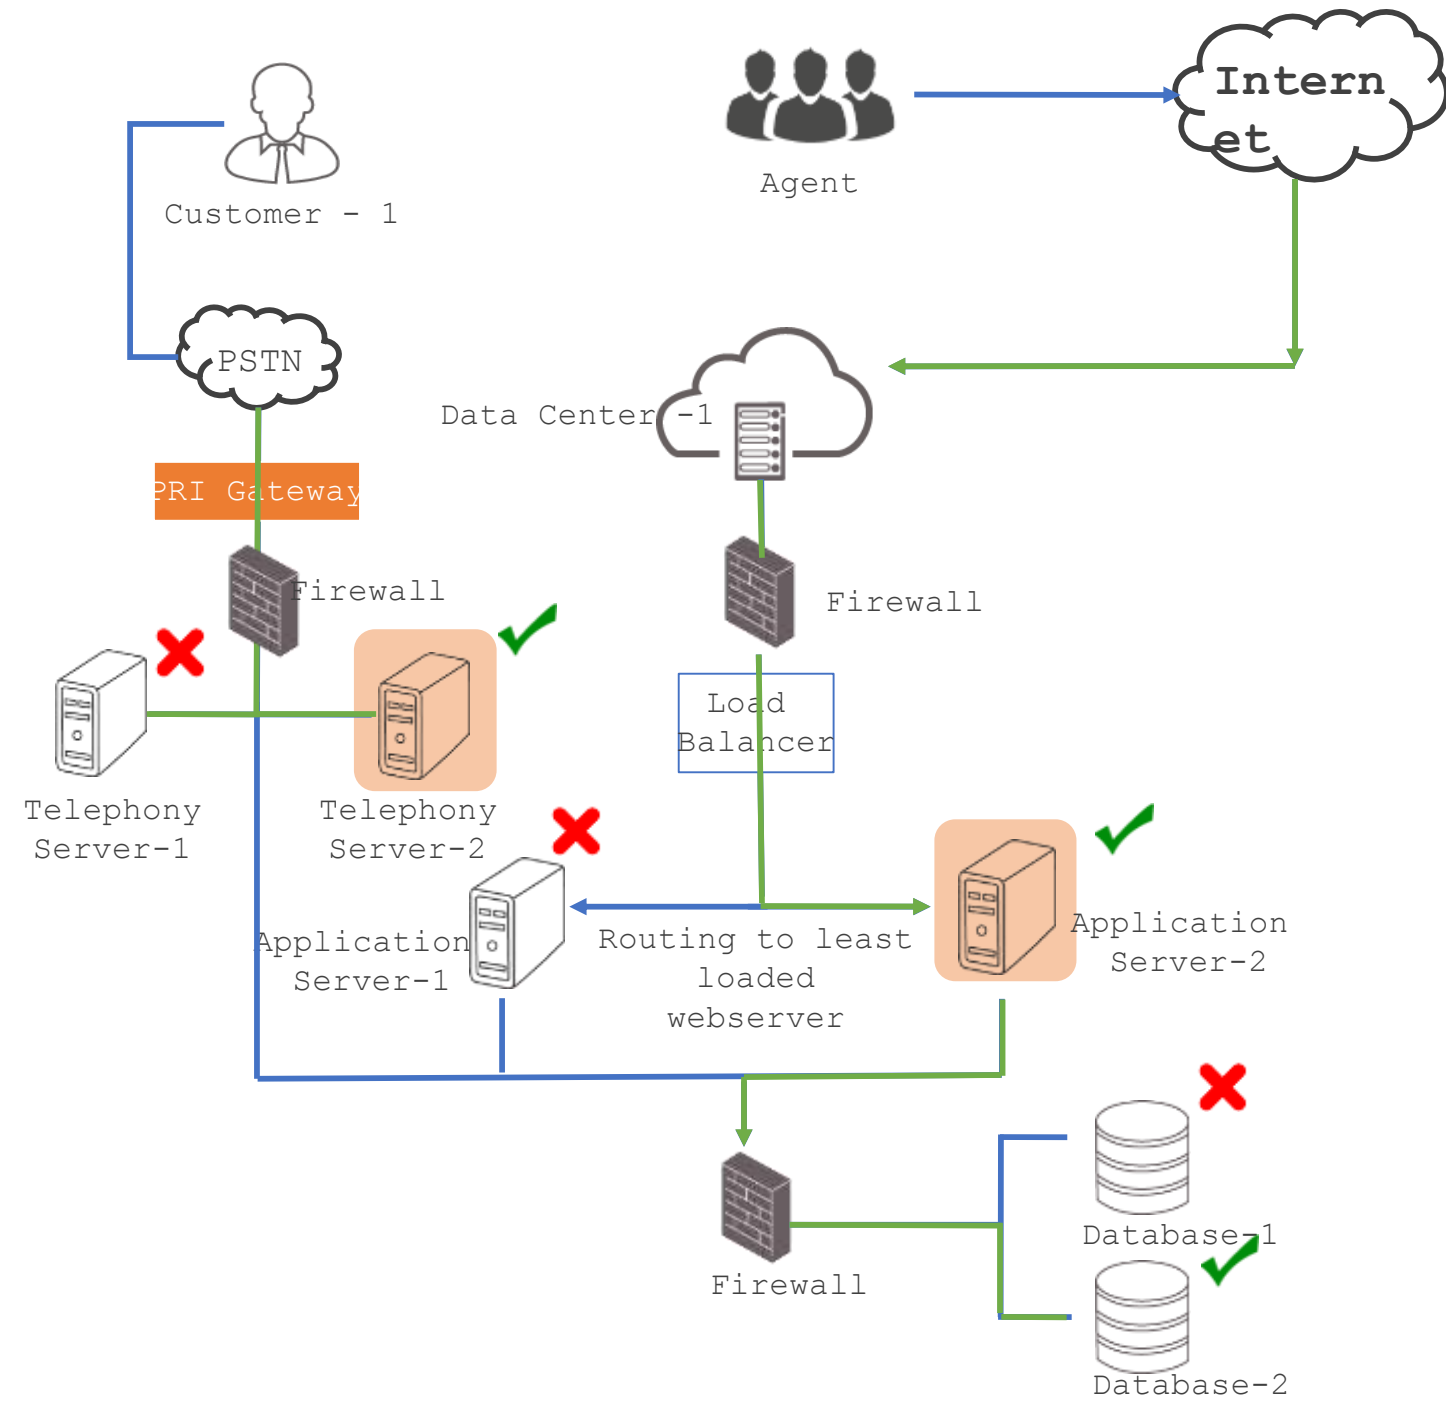 Intern
et
Agent
Customer - 1
PSTN
Data Center -1
PRI Gateway
Firewall
Firewall
Load
Balancer
Telephony
Server-1
Telephony
Server-2
Application
Server-1
Routing to least
loaded
webserver
Application
Server-2
Database-1
Firewall
Database-2